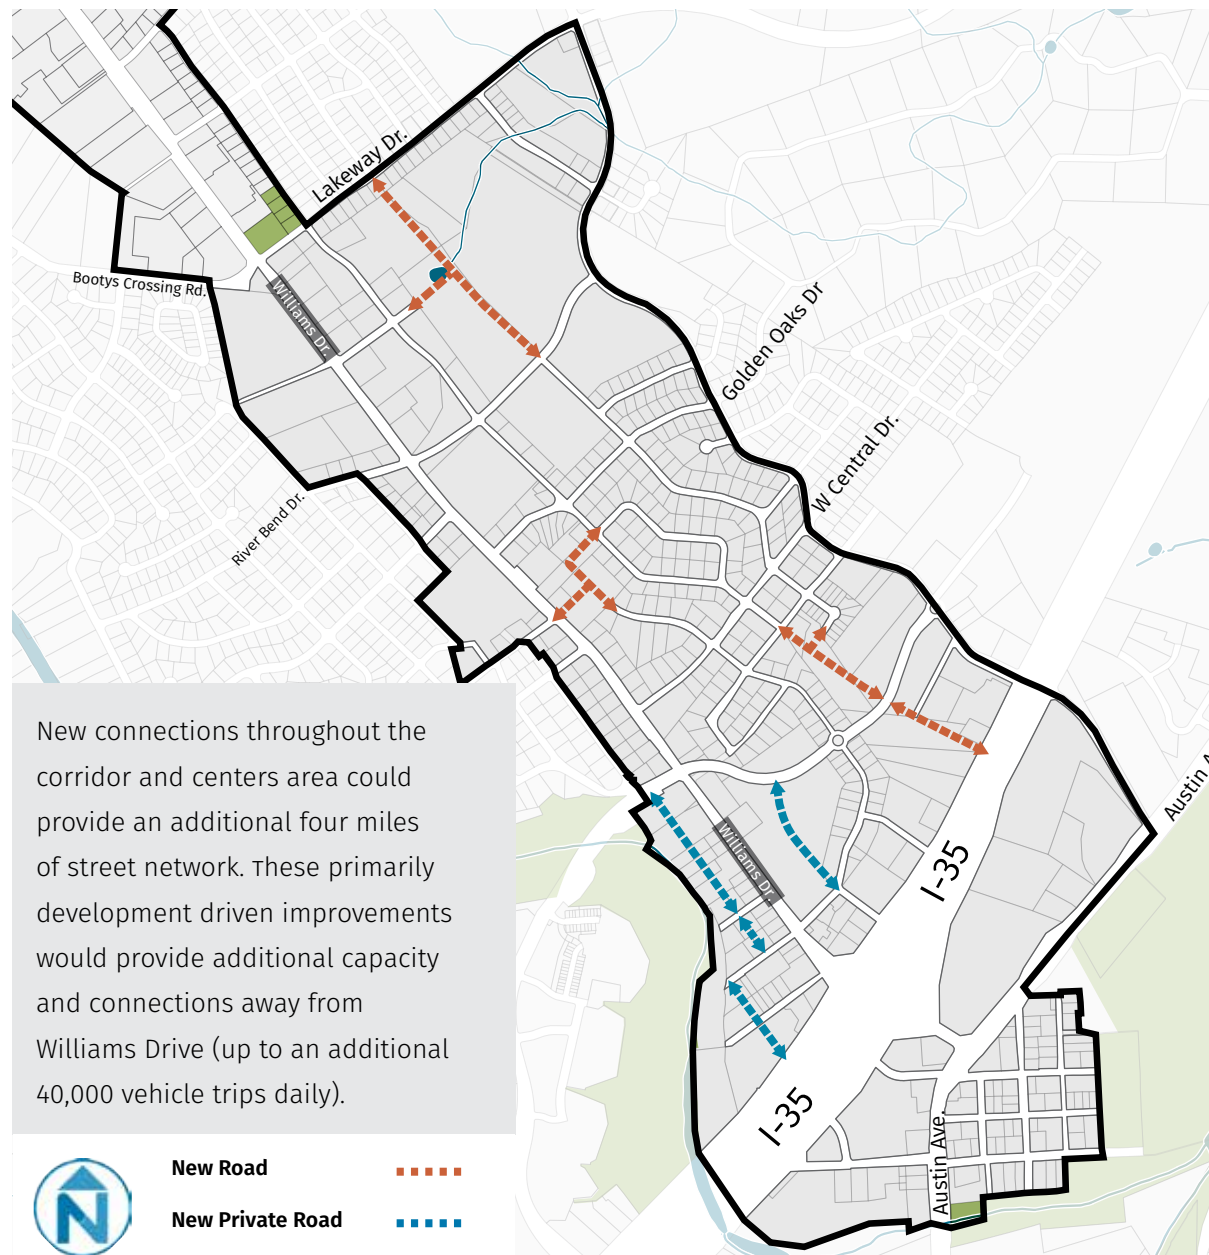 Lakeway Dr.
Bootys Crossing Rd.
Williams Dr.
Golden Oaks Dr
W Central Dr.
River Bend Dr.
New connections throughout the
corridor and centers area could
provide an additional four miles
of street network. These primarily
development driven improvements
would provide additional capacity
and connections away from
Williams Drive (up to an additional
40,000 vehicle trips daily).
Austin A
Williams Dr.
I-35
I-35
Austin Ave.
N
New Road
New Private Road